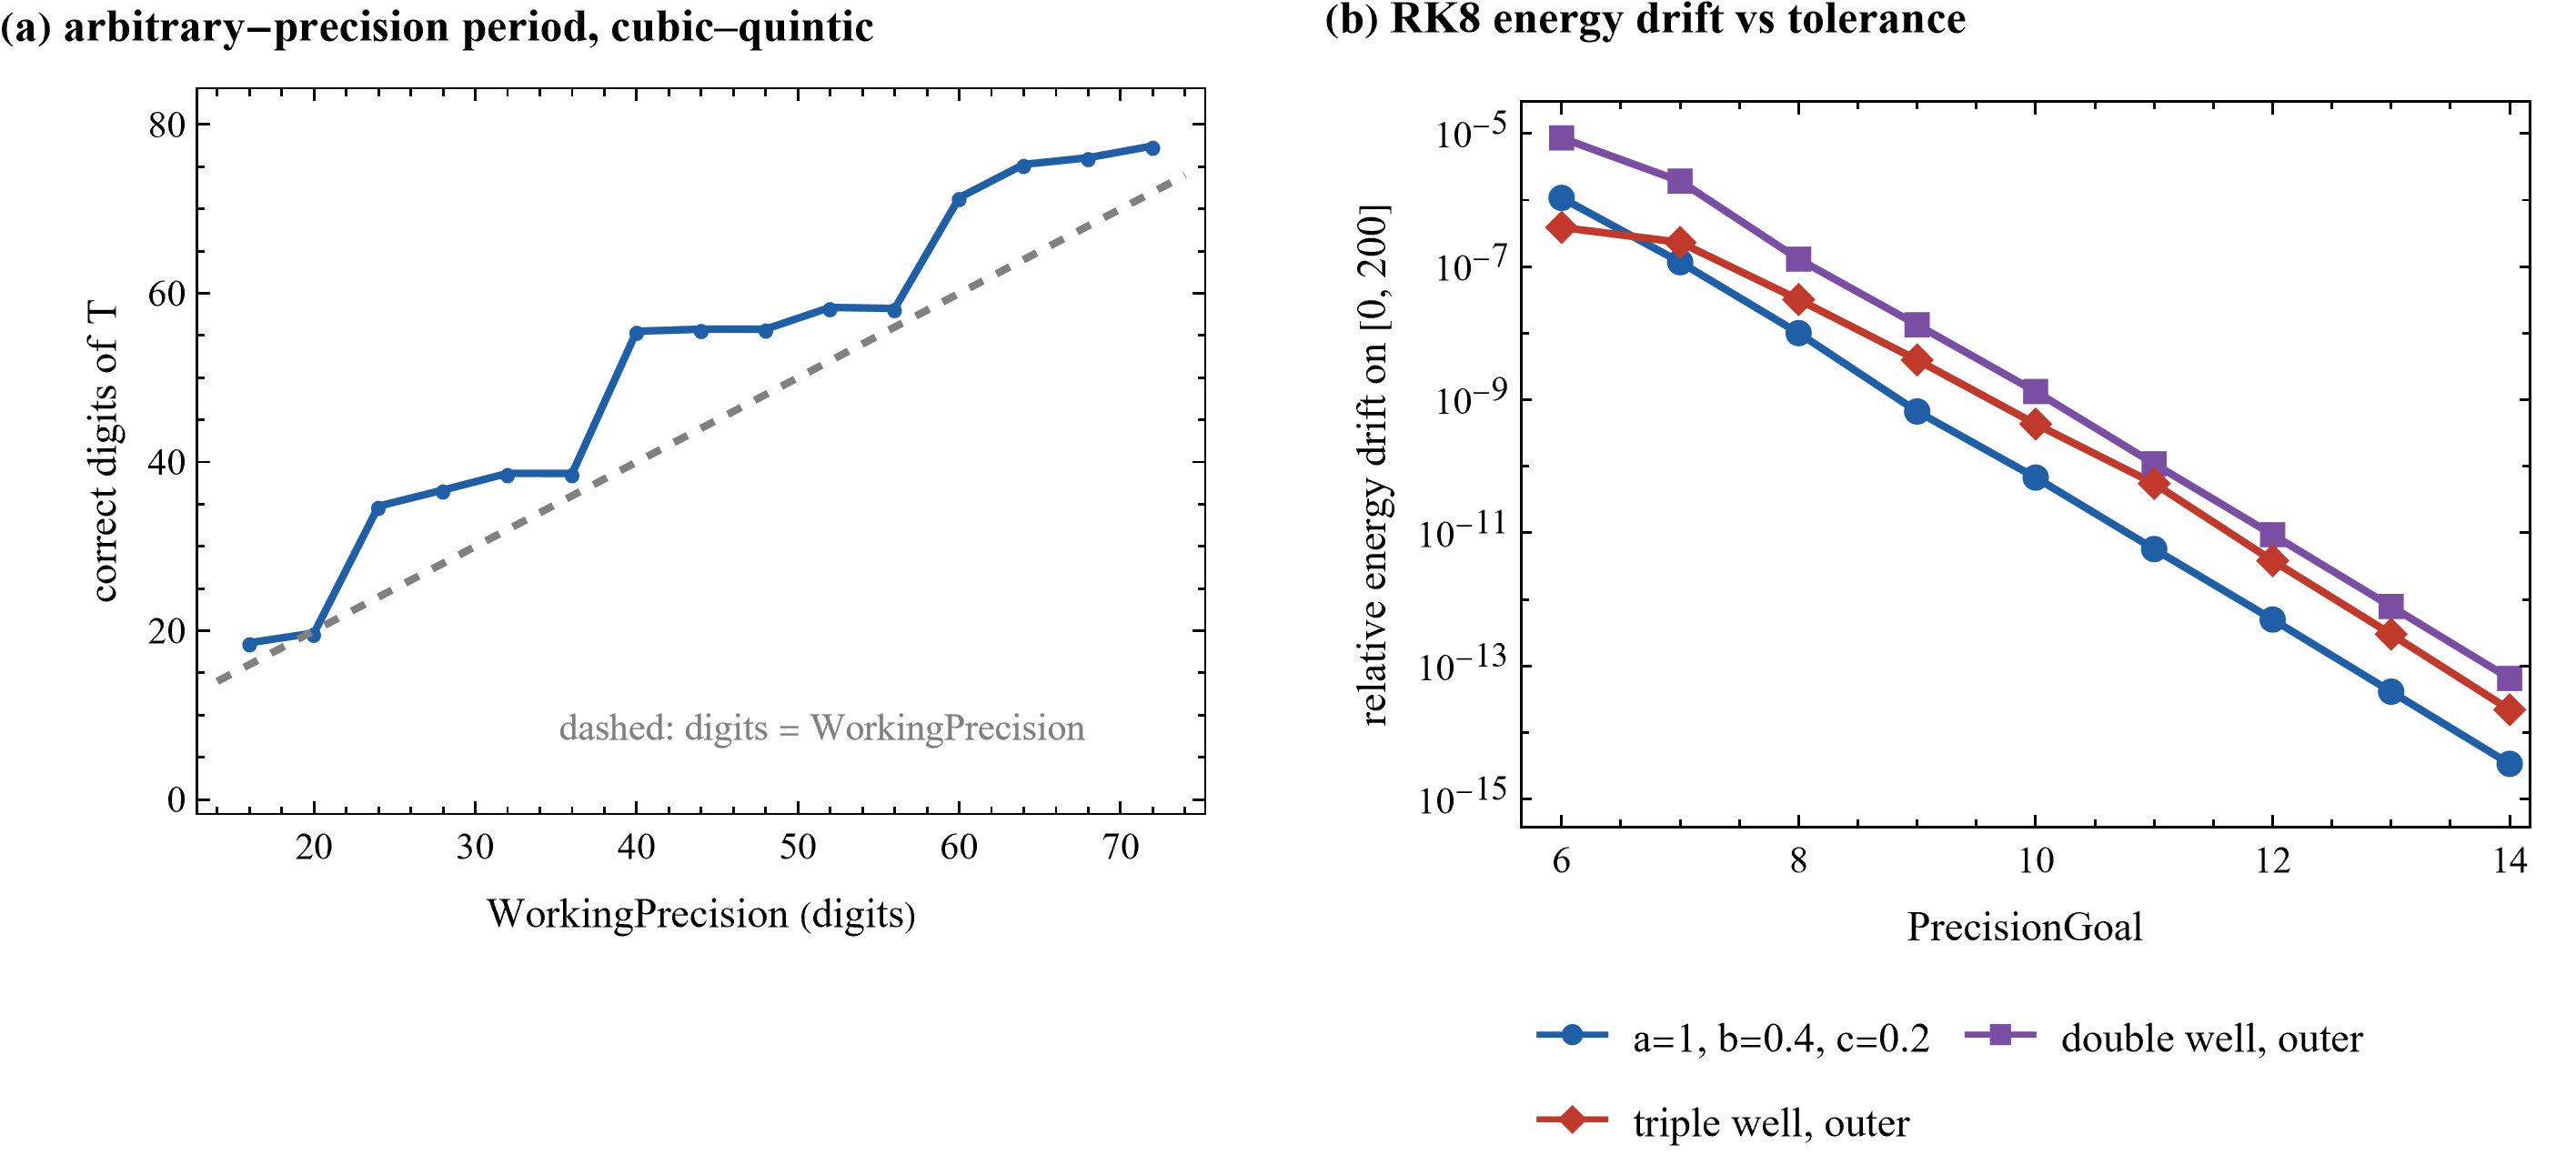 (a) arbitrary−precision period, cubic–quintic
correct digits of T
80
60
40
20
0
dashed: digits = WorkingPrecision
20 30 40 50 60 70
WorkingPrecision (digits)
(b) RK8 energy drift vs tolerance
relative energy drift on [0, 200]
10−5
10−7
10−9
10−11
10−13
10−15
6 8 10 12 14
PrecisionGoal
a=1, b=0.4, c=0.2 double well, outer
triple well, outer